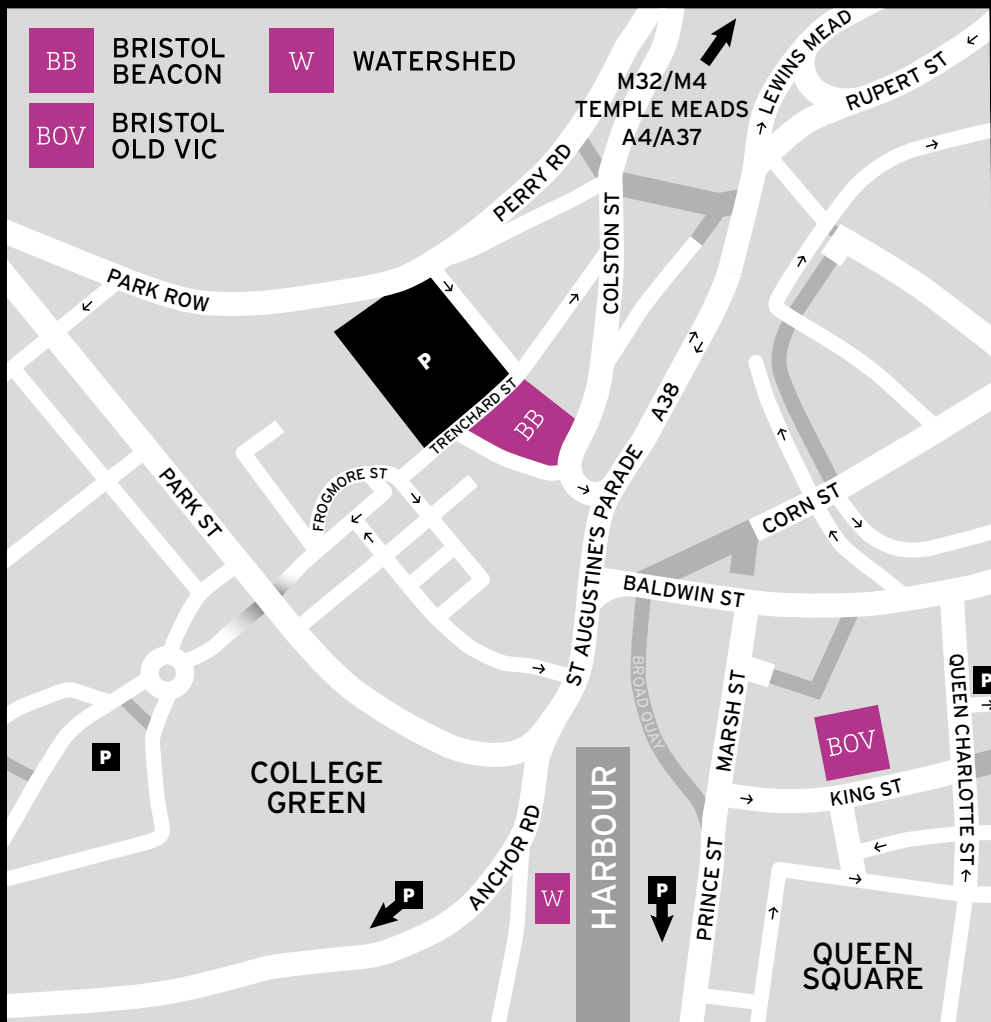 BB
BRISTOL
BEACON
W
WATERSHED
BOV
BRISTOL
OLD VIC
M32/M4
TEMPLE MEADS
A4/A37
LEWINS MEAD
RUPERT ST
PERRY RD
COLSTON ST
PARK ROW
P
TRENCHARD ST
BB
A38
PARK ST
FROGMORE ST
ST AUGUSTINE'S PARADE
CORN ST
BALDWIN ST
BROAD QUAY
MARSH ST
QUEEN CHARLOTTE ST
P
BOV
P
COLLEGE
GREEN
KING ST
HARBOUR
ANCHOR RD
P
W
P
PRINCE ST
QUEEN
SQUARE